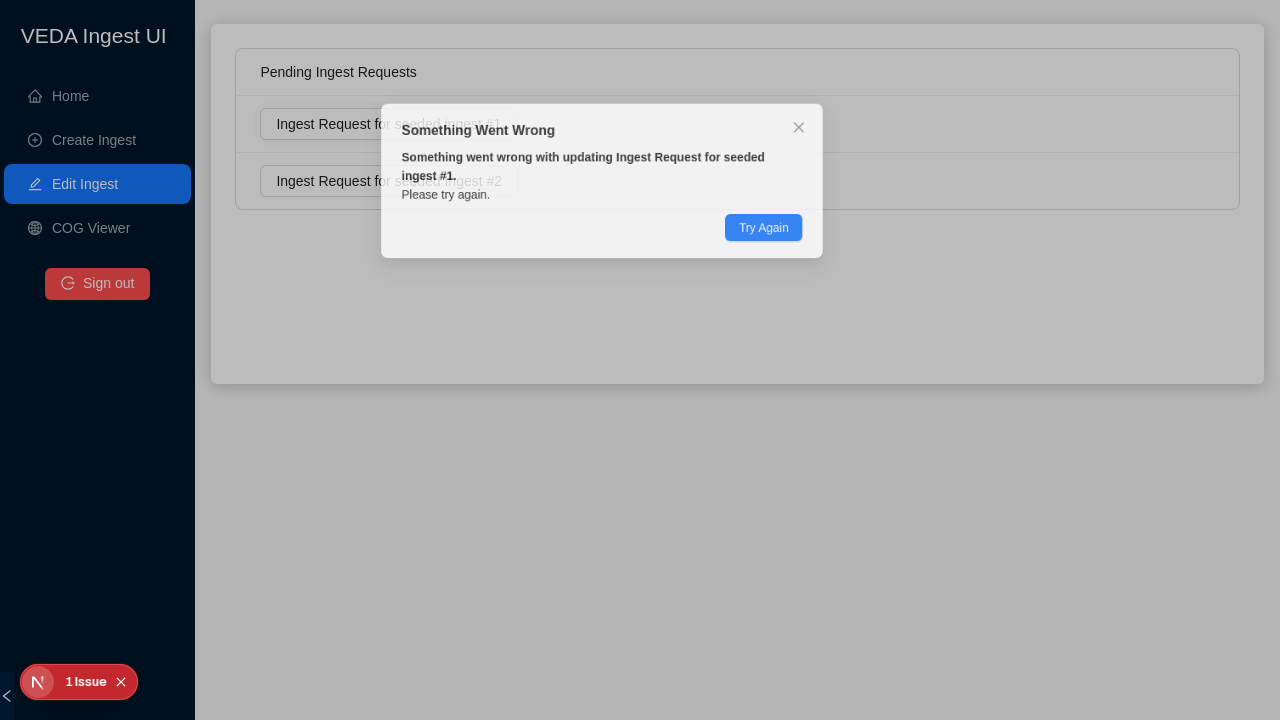 VEDA Ingest UI
Home
Create Ingest
Edit Ingest
COG Viewer
Sign out
Pending Ingest Requests
Ingest Request for seeded ingest #1
Ingest Request for seeded ingest #2
Something Went Wrong
Something went wrong with updating Ingest Request for seeded
ingest #1.
Please try again.
Try Again
1 Issue